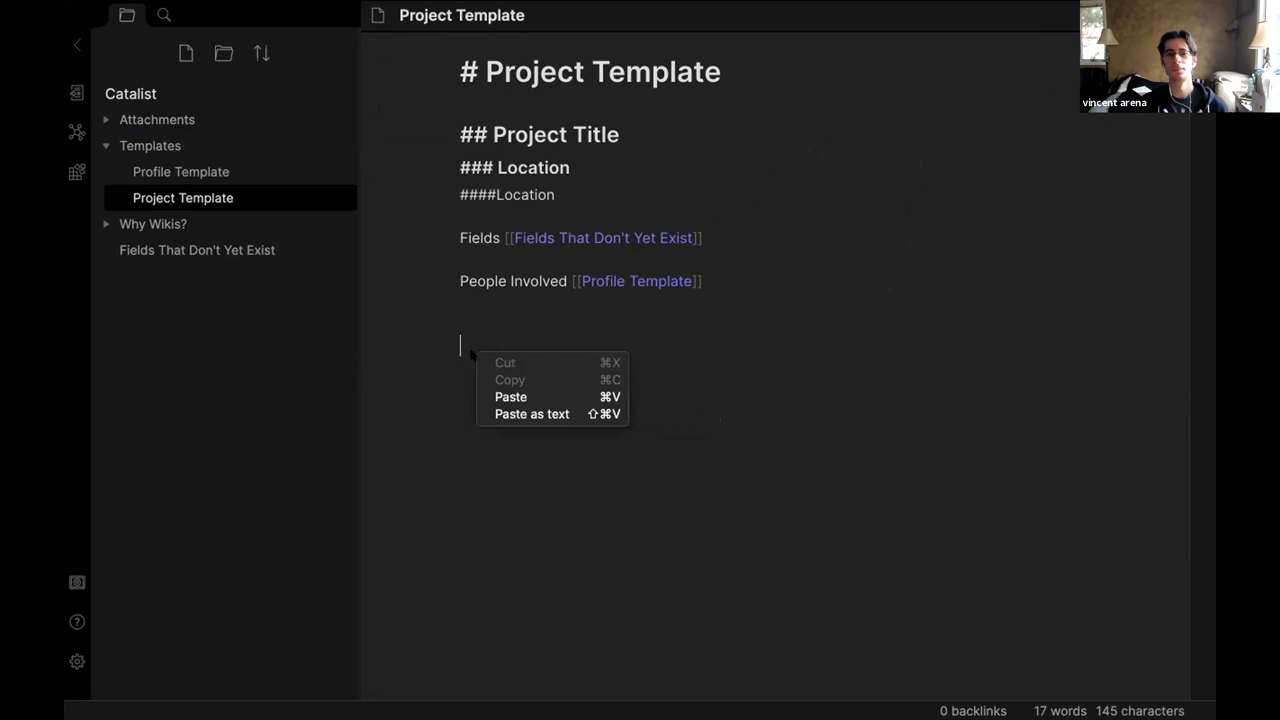 Project Template
vincent arena
Catalist
Attachments
Templates
Profile Template
Project Template
Why Wikis?
Fields That Don't Yet Exist
# Project Template
## Project Title
### Location
####Location
Fields [[Fields That Don't Yet Exist]]
People Involved [[Profile Template]]
Cut ⌘X
Copy ⌘C
Paste ⌘V
Paste as text ⇧⌘V
0 backlinks 17 words 145 characters